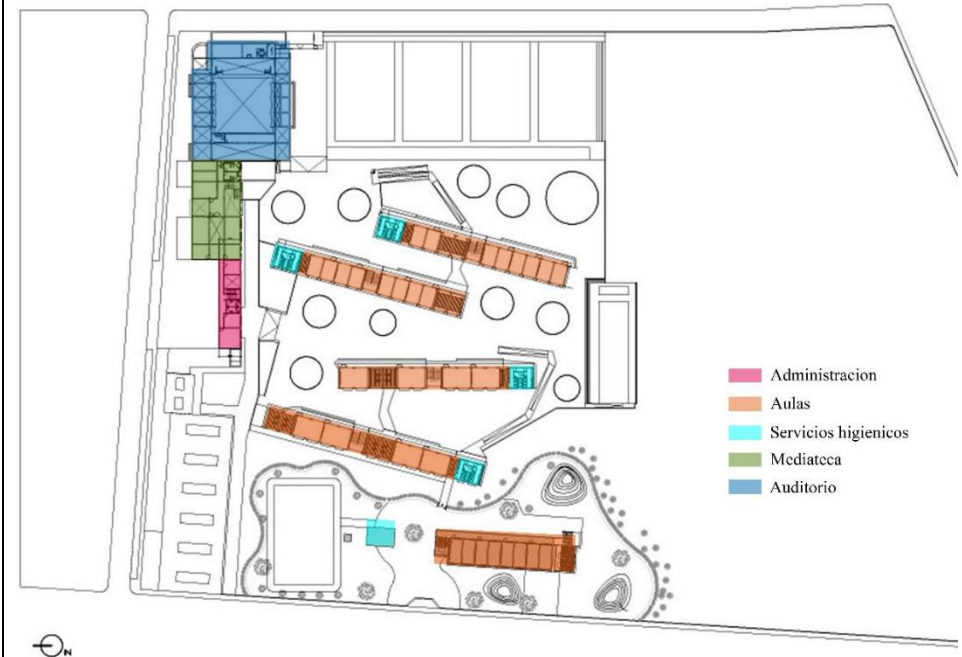 Administracion
Aulas
Servicios higienicos
Mediateca
Auditorio
N